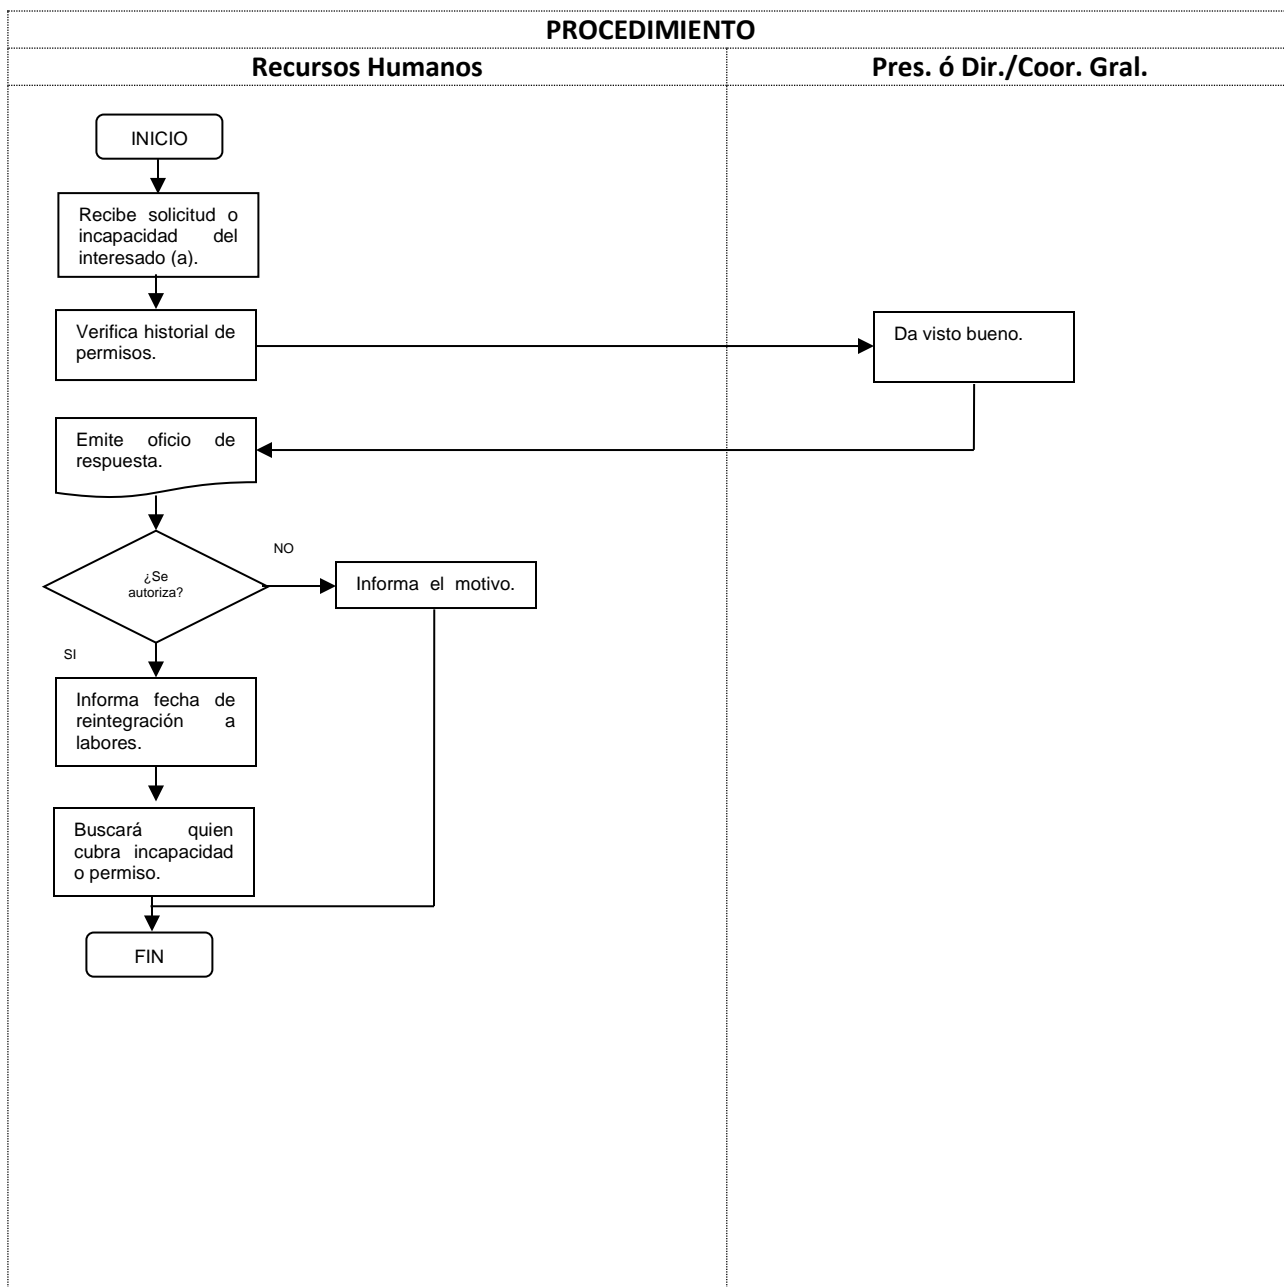 PROCEDIMIENTO
Recursos Humanos
Pres. ó Dir./Coor. Gral.
INICIO
Recibe solicitud o
incapacidad del
interesado (a).
Verifica historial de
permisos.
Da visto bueno.
Emite oficio de
respuesta.
¿Se
autoriza?
NO
Informa el motivo.
SI
Informa fecha de
reintegración a
labores.
Buscará quien
cubra incapacidad
o permiso.
FIN